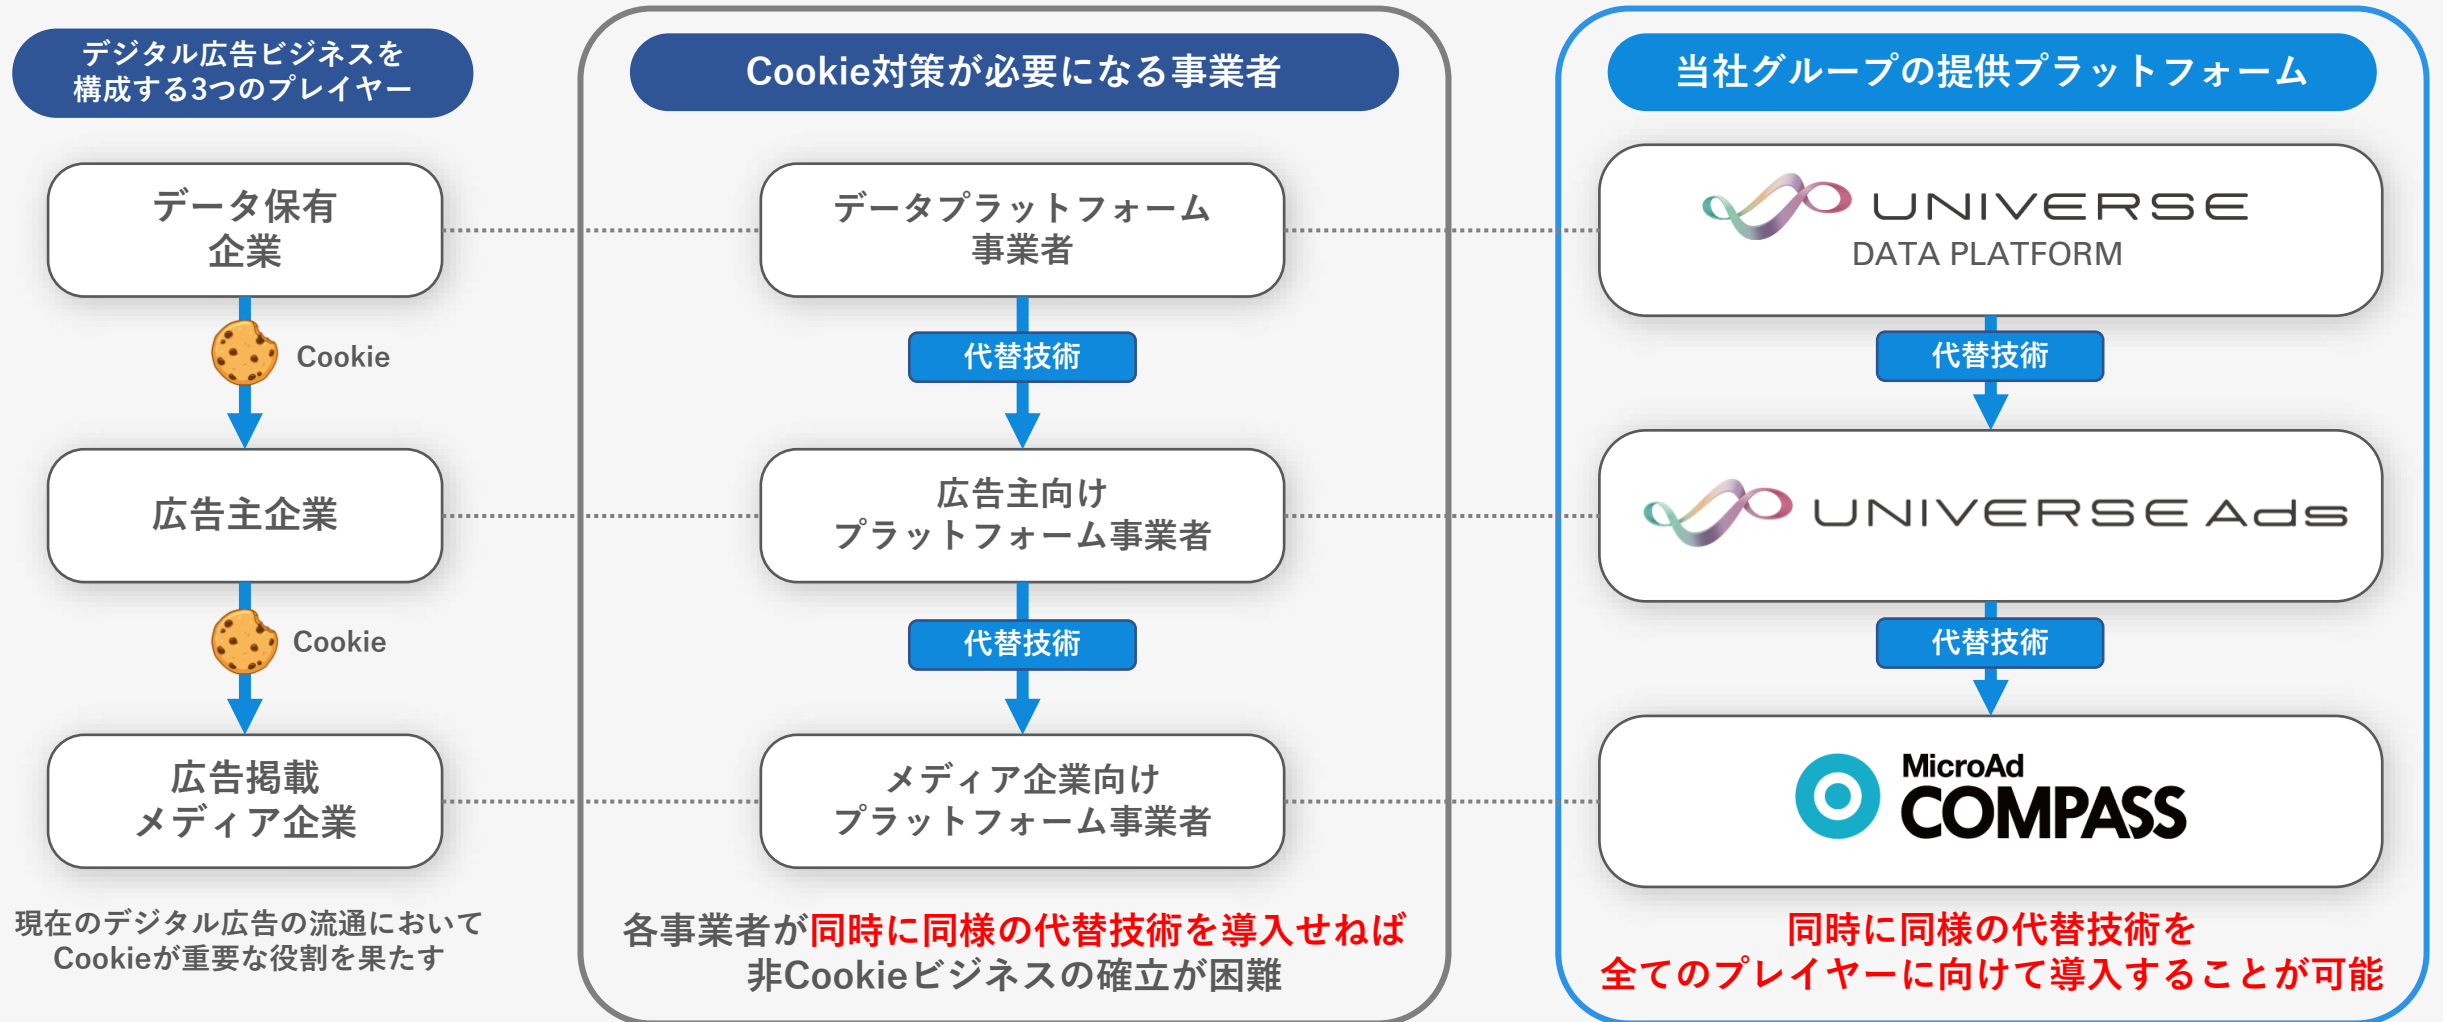 デジタル広告ビジネスを
構成する3つのプレイヤー
データ保有
企業
Cookie
広告主企業
Cookie
広告掲載
メディア企業
現在のデジタル広告の流通において
Cookieが重要な役割を果たす
Cookie対策が必要になる事業者
データプラットフォーム
事業者
代替技術
広告主向け
プラットフォーム事業者
代替技術
メディア企業向け
プラットフォーム事業者
各事業者が同時に同様の代替技術を導入せねば
非Cookieビジネスの確立が困難
当社グループの提供プラットフォーム
UNIVERSE
DATA PLATFORM
代替技術
UNIVERSE Ads
代替技術
MicroAd
COMPASS
同時に同様の代替技術を
全てのプレイヤーに向けて導入することが可能